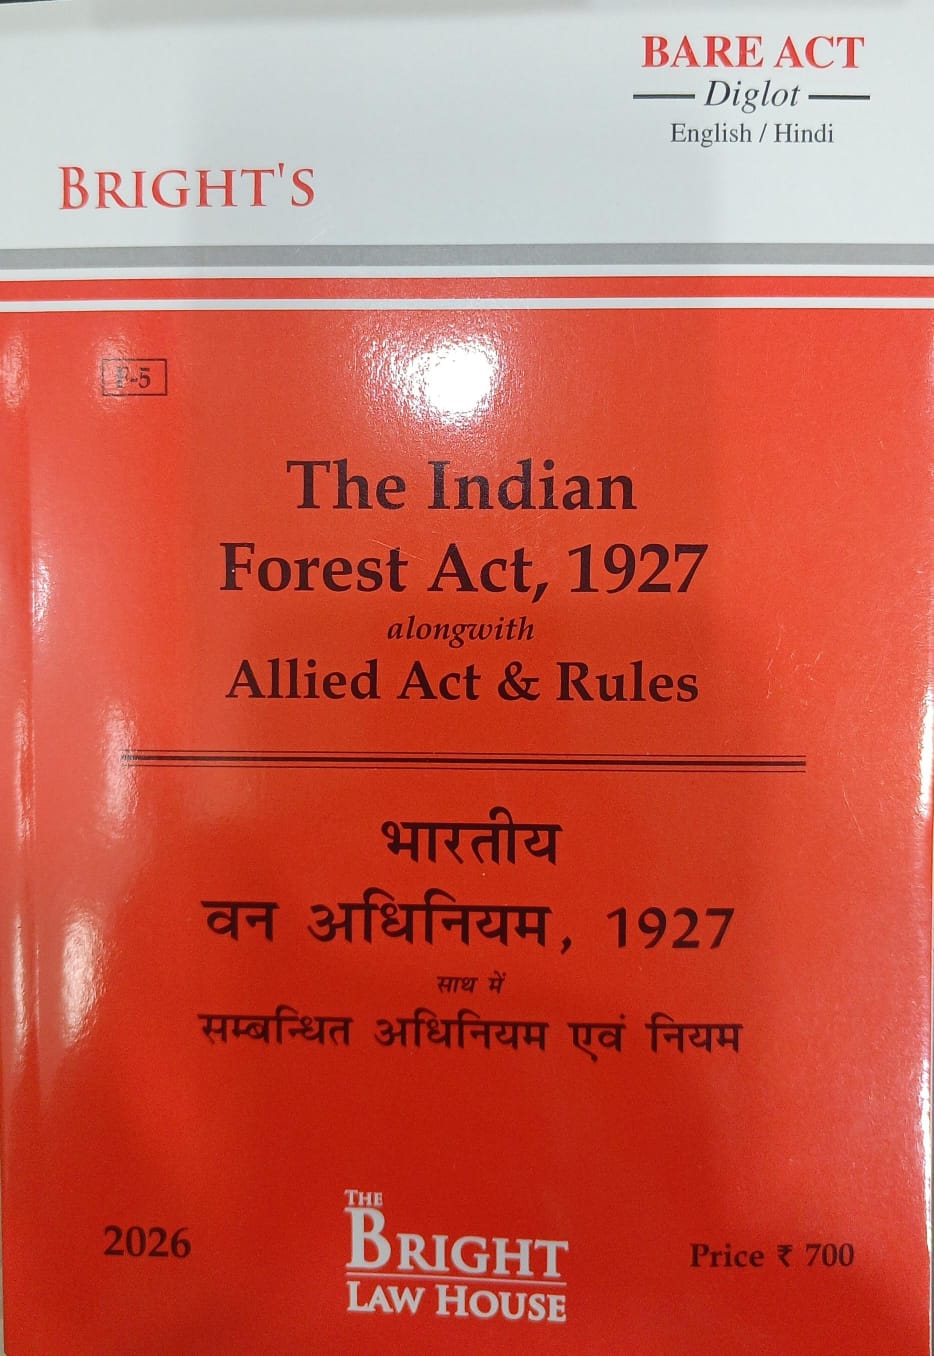 BARE ACT
Diglot
English / Hindi
BRIGHT'S
F-5
The Indian
Forest Act, 1927
alongwith
Allied Act & Rules
भारतीय
वन अधिनियम, 1927
साथ में
सम्बन्धित अधिनियम एवं नियम
2026
THE
BRIGHT
LAW HOUSE
Price ₹ 700